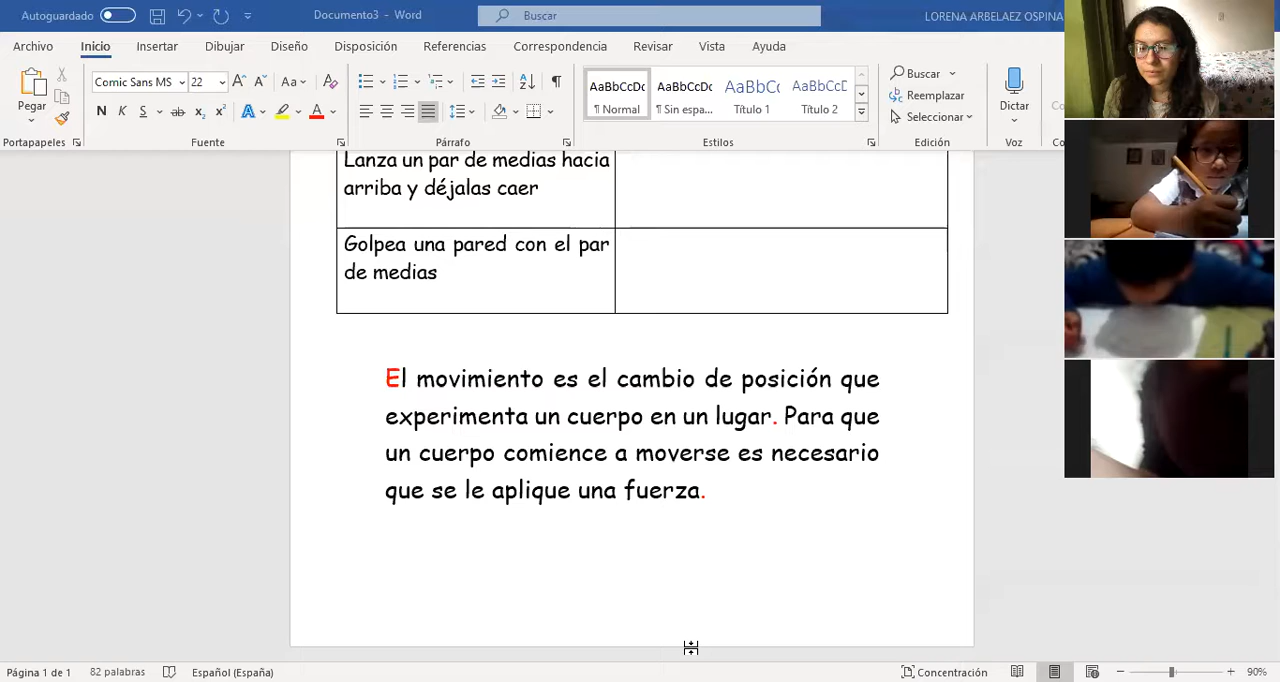 Autoguardado
Documento3 - Word
Buscar
LORENA ARBELAEZ OSPINA
Archivo Inicio Insertar Dibujar Diseño Disposición Referencias Correspondencia Revisar Vista Ayuda
Pegar
Comic Sans MS 22
Aa
N K S ab x₂ x²
A A
AaBbCcDc AaBbCcDc AaBbCc AaBbCcD
¶ Normal ¶ Sin espa... Título 1 Título 2
Buscar
Reemplazar
Seleccionar
Dictar
Portapapeles Fuente Párrafo Estilos Edición Voz
Lanza un par de medias hacia
arriba y déjalas caer
Golpea una pared con el par
de medias
El movimiento es el cambio de posición que
experimenta un cuerpo en un lugar. Para que
un cuerpo comience a moverse es necesario
que se le aplique una fuerza.
Página 1 de 1 82 palabras Español (España) Concentración 90%